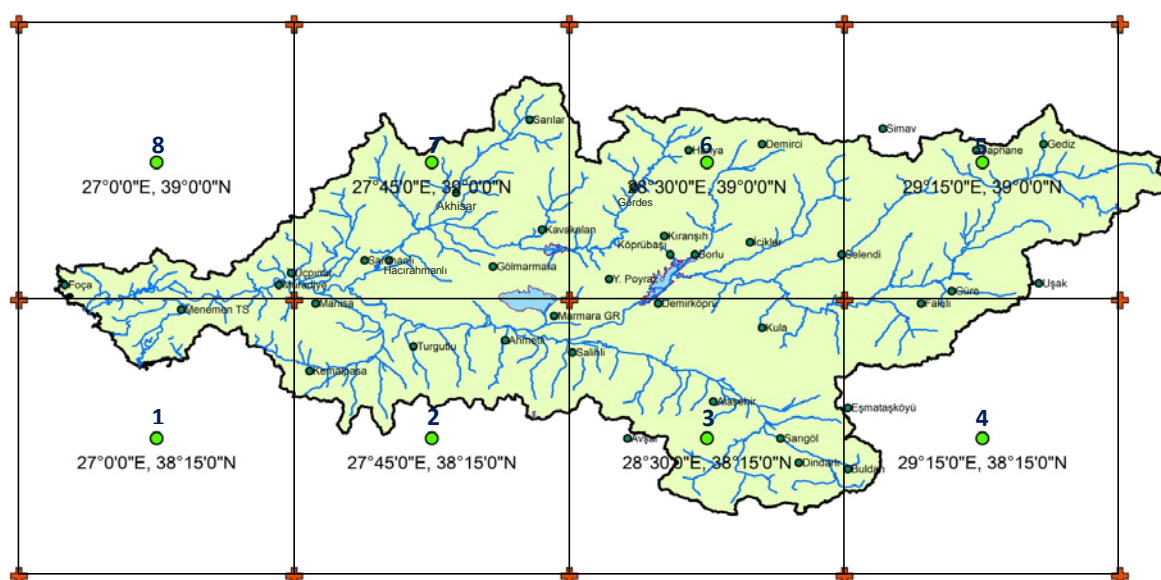 Sarılar
Simav
8
7
6
5
Hanya
Demirci
Şaphane
Gediz
27°0'0"E, 39°0'0"N
27°45'0"E, 39°0'0"N
28°30'0"E, 39°0'0"N
29°15'0"E, 39°0'0"N
Akhisar
Gördes
Kavakalan
Kıranşıh
Köprübaşı
İcikler
Borlu
Selendi
Sarıhanlı
Hacırahmanlı
Gölmarmara
Üçpınar
Y. Poyraz
Foça
Muradiye
Uşak
Güre
Menemen TS
Manisa
Demirköprü
Fakılı
Marmara GR
Kula
Turgutlu
Ahmetli
Salihli
Kemalpaşa
Alaşehir
Eşmataşköyü
1
2
3
4
Avşar
Sarıgöl
27°0'0"E, 38°15'0"N
27°45'0"E, 38°15'0"N
28°30'0"E, 38°15'0"N
29°15'0"E, 38°15'0"N
Dindarlı
Buldan